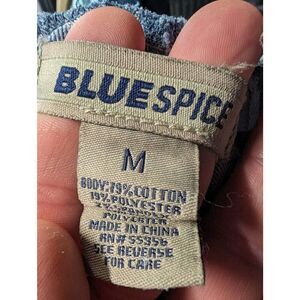 BLUESPICE
M
BODY: 79% COTTON
19% POLYESTER
POLYESTER
MADE IN CHINA
RN# 55356
SEE REVERSE
FOR CARE